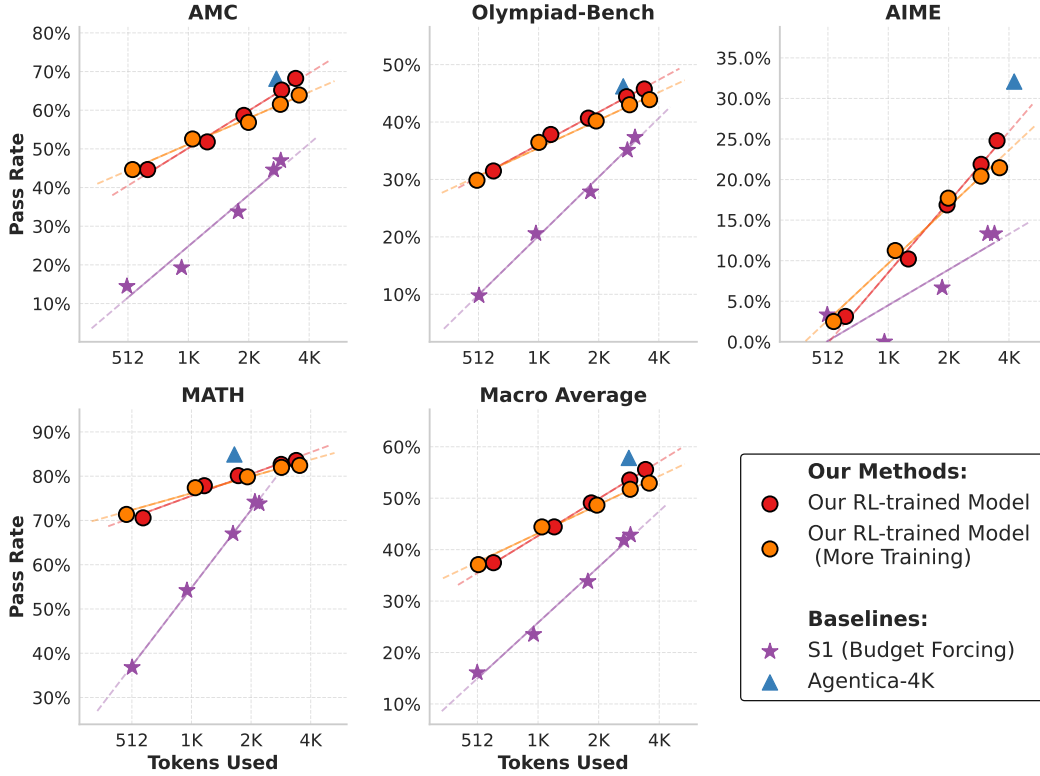 AMC
Olympiad-Bench
AIME
80%
70%
60%
50%
40%
30%
20%
10%
Pass Rate
512
1K
2K
4K
50%
40%
30%
20%
10%
512
1K
2K
4K
35.0%
30.0%
25.0%
20.0%
15.0%
10.0%
5.0%
0.0%
512
1K
2K
4K
MATH
Macro Average
90%
80%
70%
60%
50%
40%
30%
Pass Rate
512
1K
2K
4K
Tokens Used
60%
50%
40%
30%
20%
10%
512
1K
2K
4K
Tokens Used
Our Methods:
Our RL-trained Model
Our RL-trained Model
(More Training)
Baselines:
S1 (Budget Forcing)
Agentica-4K